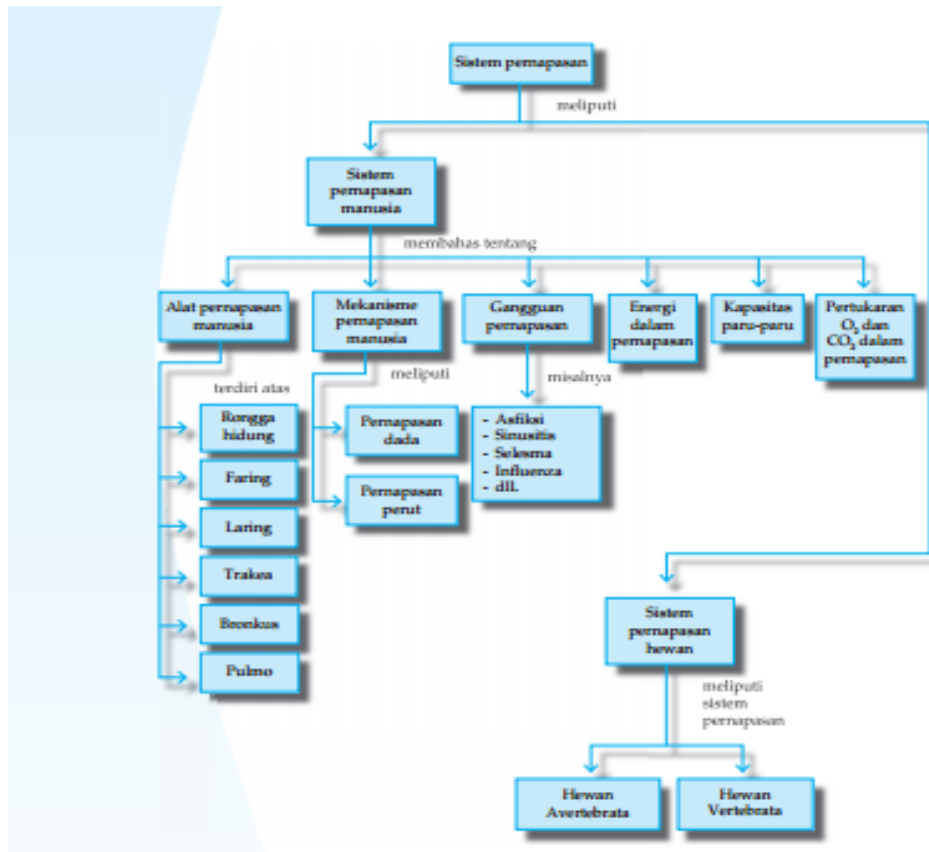 Sistem pernapasan
meliputi
Sistem
pernapasan
manusia
membahas tentang
Alat pernapasan
manusia
Mekanisme
pernapasan
manusia
Gangguan
pernapasan
Energi
dalam
pernapasan
Kapasitas
paru-paru
Pertukaran
O₂ dan
CO₂ dalam
pernapasan
terdiri atas
Rongga
hidung
Faring
Laring
Trakea
Bronkus
Pulmo
meliputi
Pernapasan
dada
Pernapasan
perut
misalnya
- Asfiksi
- Sinusitis
- Selesma
- Influenza
- dll.
Sistem
pernapasan
hewan
meliputi
sistem
pernapasan
Hewan
Avertebrata
Hewan
Vertebrata